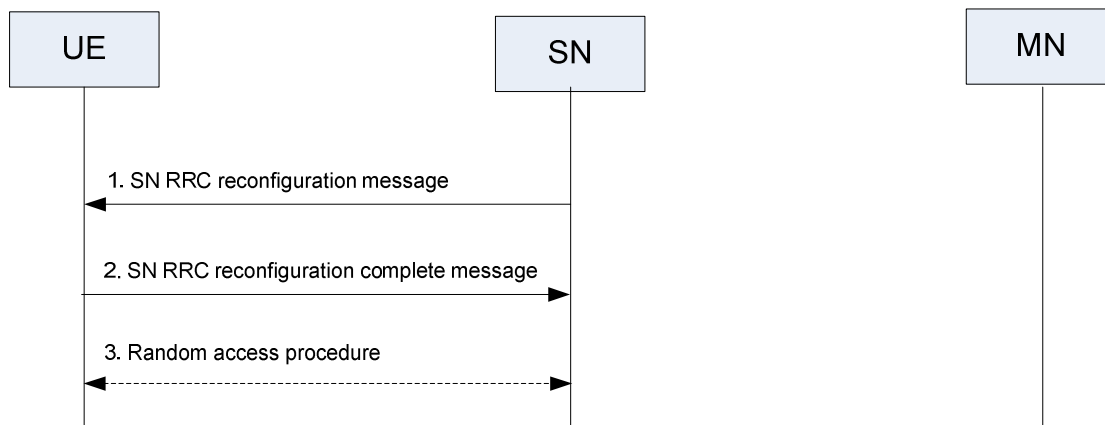 UE
SN
MN
1. SN RRC reconfiguration message
2. SN RRC reconfiguration complete message
3. Random access procedure